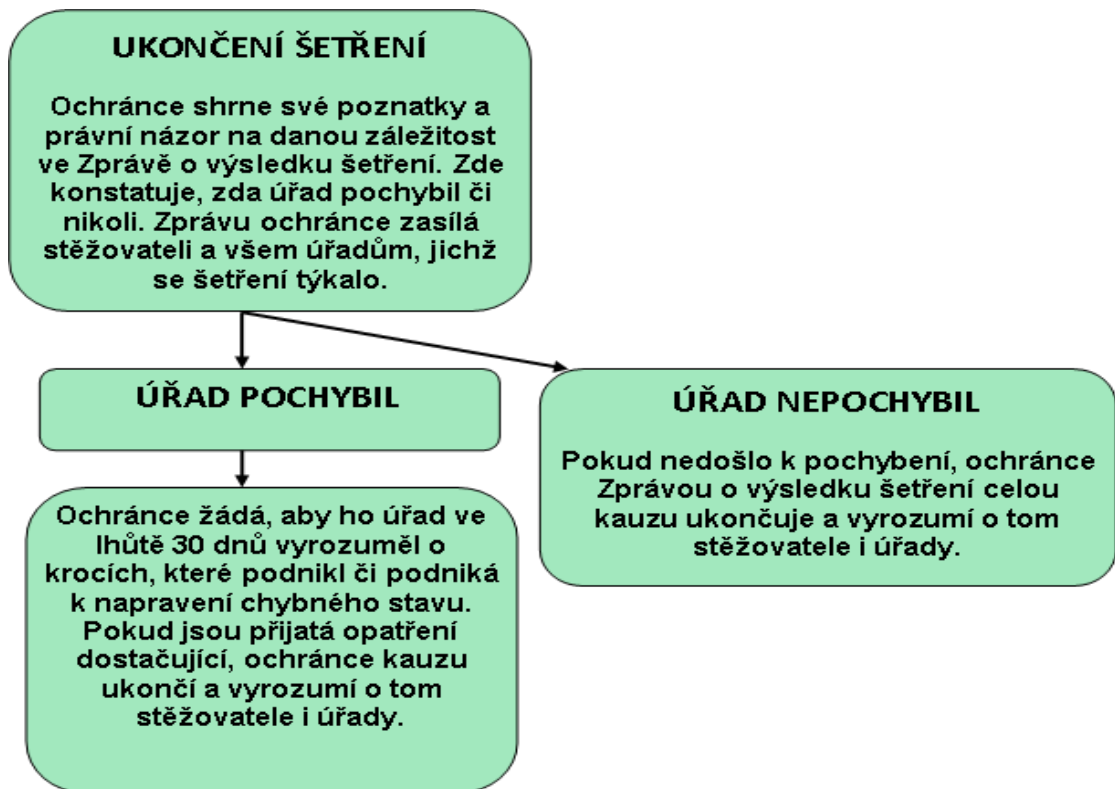 UKONČENÍ ŠETŘENÍ
Ochránce shrne své poznatky a
právní názor na danou záležitost
ve Zprávě o výsledku šetření. Zde
konstatuje, zda úřad pochybil či
nikoli. Zprávu ochránce zasílá
stěžovateli a všem úřadům, jichž
se šetření týkalo.
ÚŘAD POCHYBIL
Ochránce žádá, aby ho úřad ve
lhůtě 30 dnů vyrozuměl o
krocích, které podnikl či podniká
k napravení chybného stavu.
Pokud jsou přijatá opatření
dostačující, ochránce kauzu
ukončí a vyrozumí o tom
stěžovatele i úřady.
ÚŘAD NEPOCHYBIL
Pokud nedošlo k pochybení, ochránce
Zprávou o výsledku šetření celou
kauzu ukončuje a vyrozumí o tom
stěžovatele i úřady.